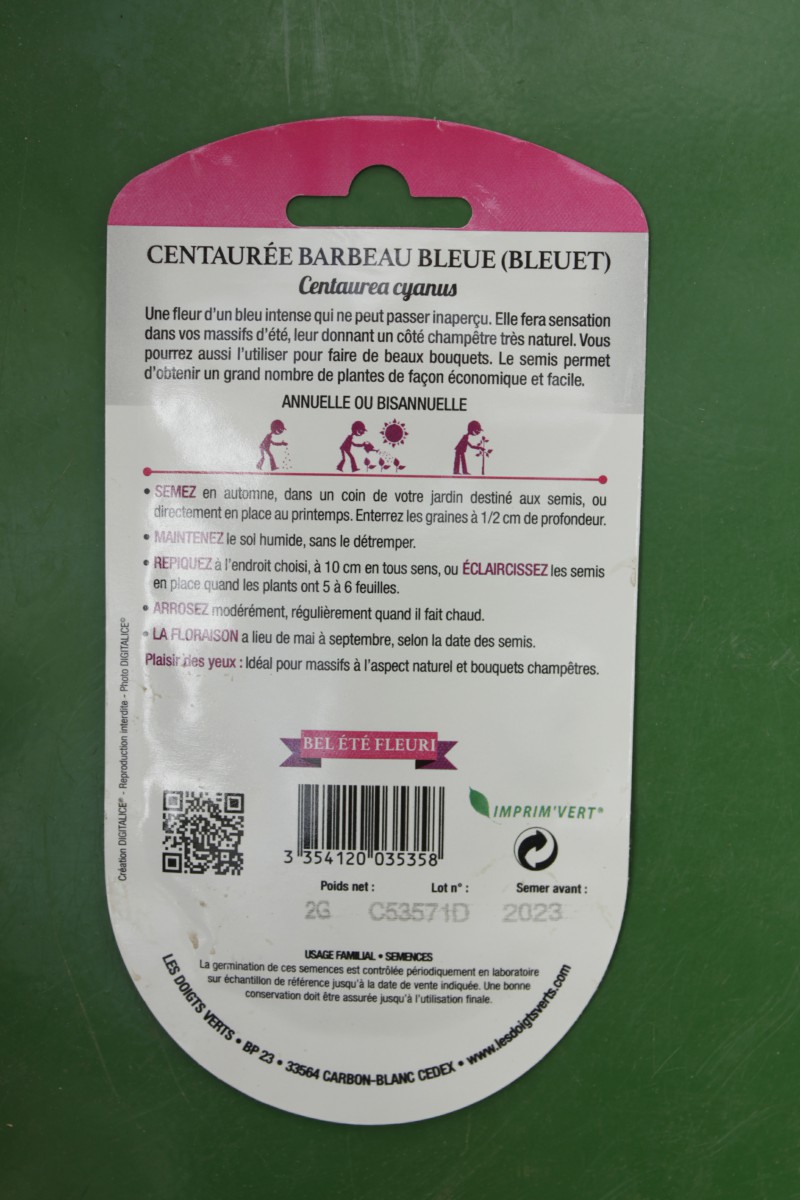 CENTAURÉE BARBEAU BLEUE (BLEUET)
Centaurea cyanus
Une fleur d'un bleu intense qui ne peut passer inaperçu. Elle fera sensation
dans vos massifs d'été, leur donnant un côté champêtre très naturel. Vous
pourrez aussi l'utiliser pour faire de beaux bouquets. Le semis permet
d'obtenir un grand nombre de plantes de façon économique et facile.
ANNUELLE OU BISANNUELLE
• SEMEZ en automne, dans un coin de votre jardin destiné aux semis, ou
directement en place au printemps. Enterrez les graines à 1/2 cm de profondeur.
• MAINTENEZ le sol humide, sans le détremper.
• REPIQUEZ à l'endroit choisi, à 10 cm en tous sens, ou ÉCLAIRCISSEZ les semis
en place quand les plants ont 5 à 6 feuilles.
• ARROSEZ modérément, régulièrement quand il fait chaud.
• LA FLORAISON a lieu de mai à septembre, selon la date des semis.
Plaisir des yeux : Idéal pour massifs à l'aspect naturel et bouquets champêtres.
Création DIGITALICE® - Reproduction interdite - Photo DIGITALICE®
BEL ÉTÉ FLEURI
IMPRIM'VERT®
3 354120 035358
Poids net : Lot n° : Semer avant :
2G C53571D 2023
USAGE FAMILIAL • SEMENCES
La germination de ces semences est contrôlée périodiquement en laboratoire
sur échantillon de référence jusqu'à la date de vente indiquée. Une bonne
conservation doit être assurée jusqu'à l'utilisation finale.
LES DOIGTS VERTS • BP 23 • 33564 CARBON-BLANC CEDEX • www.lesdoigtsverts.com